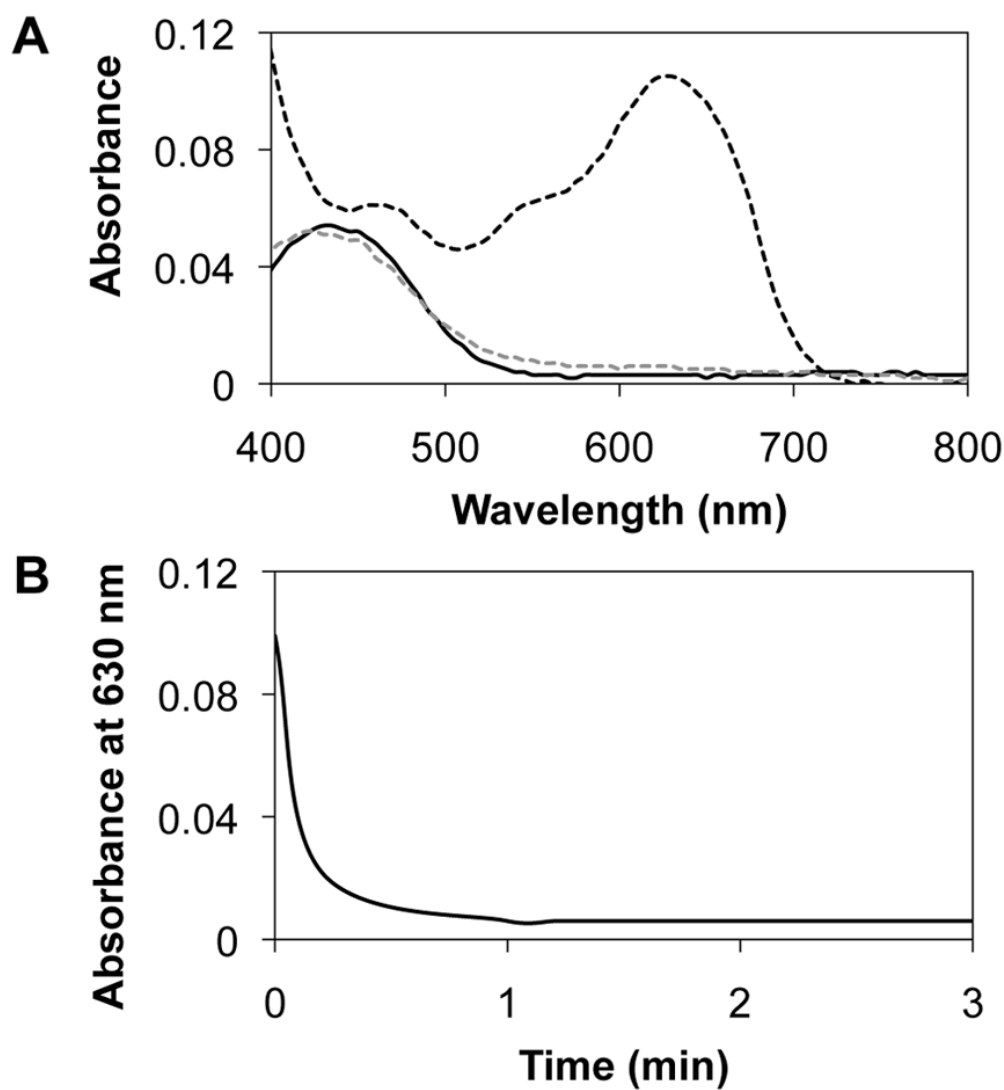 A
Absorbance
0.12
0.08
0.04
0
400 500 600 700 800
Wavelength (nm)
B
Absorbance at 630 nm
0.12
0.08
0.04
0
0 1 2 3
Time (min)